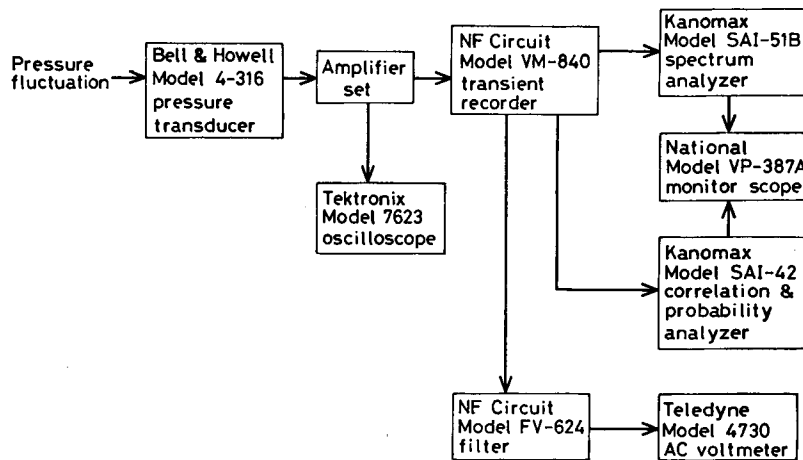 Pressure
fluctuation
Bell & Howell
Model 4-316
pressure
transducer
Amplifier
set
NF Circuit
Model VM-840
transient
recorder
Kanomax
Model SAI-51B
spectrum
analyzer
National
Model VP-387A
monitor scope
Tektronix
Model 7623
oscilloscope
Kanomax
Model SAI-42
correlation &
probability
analyzer
NF Circuit
Model FV-624
filter
Teledyne
Model 4730
AC voltmeter